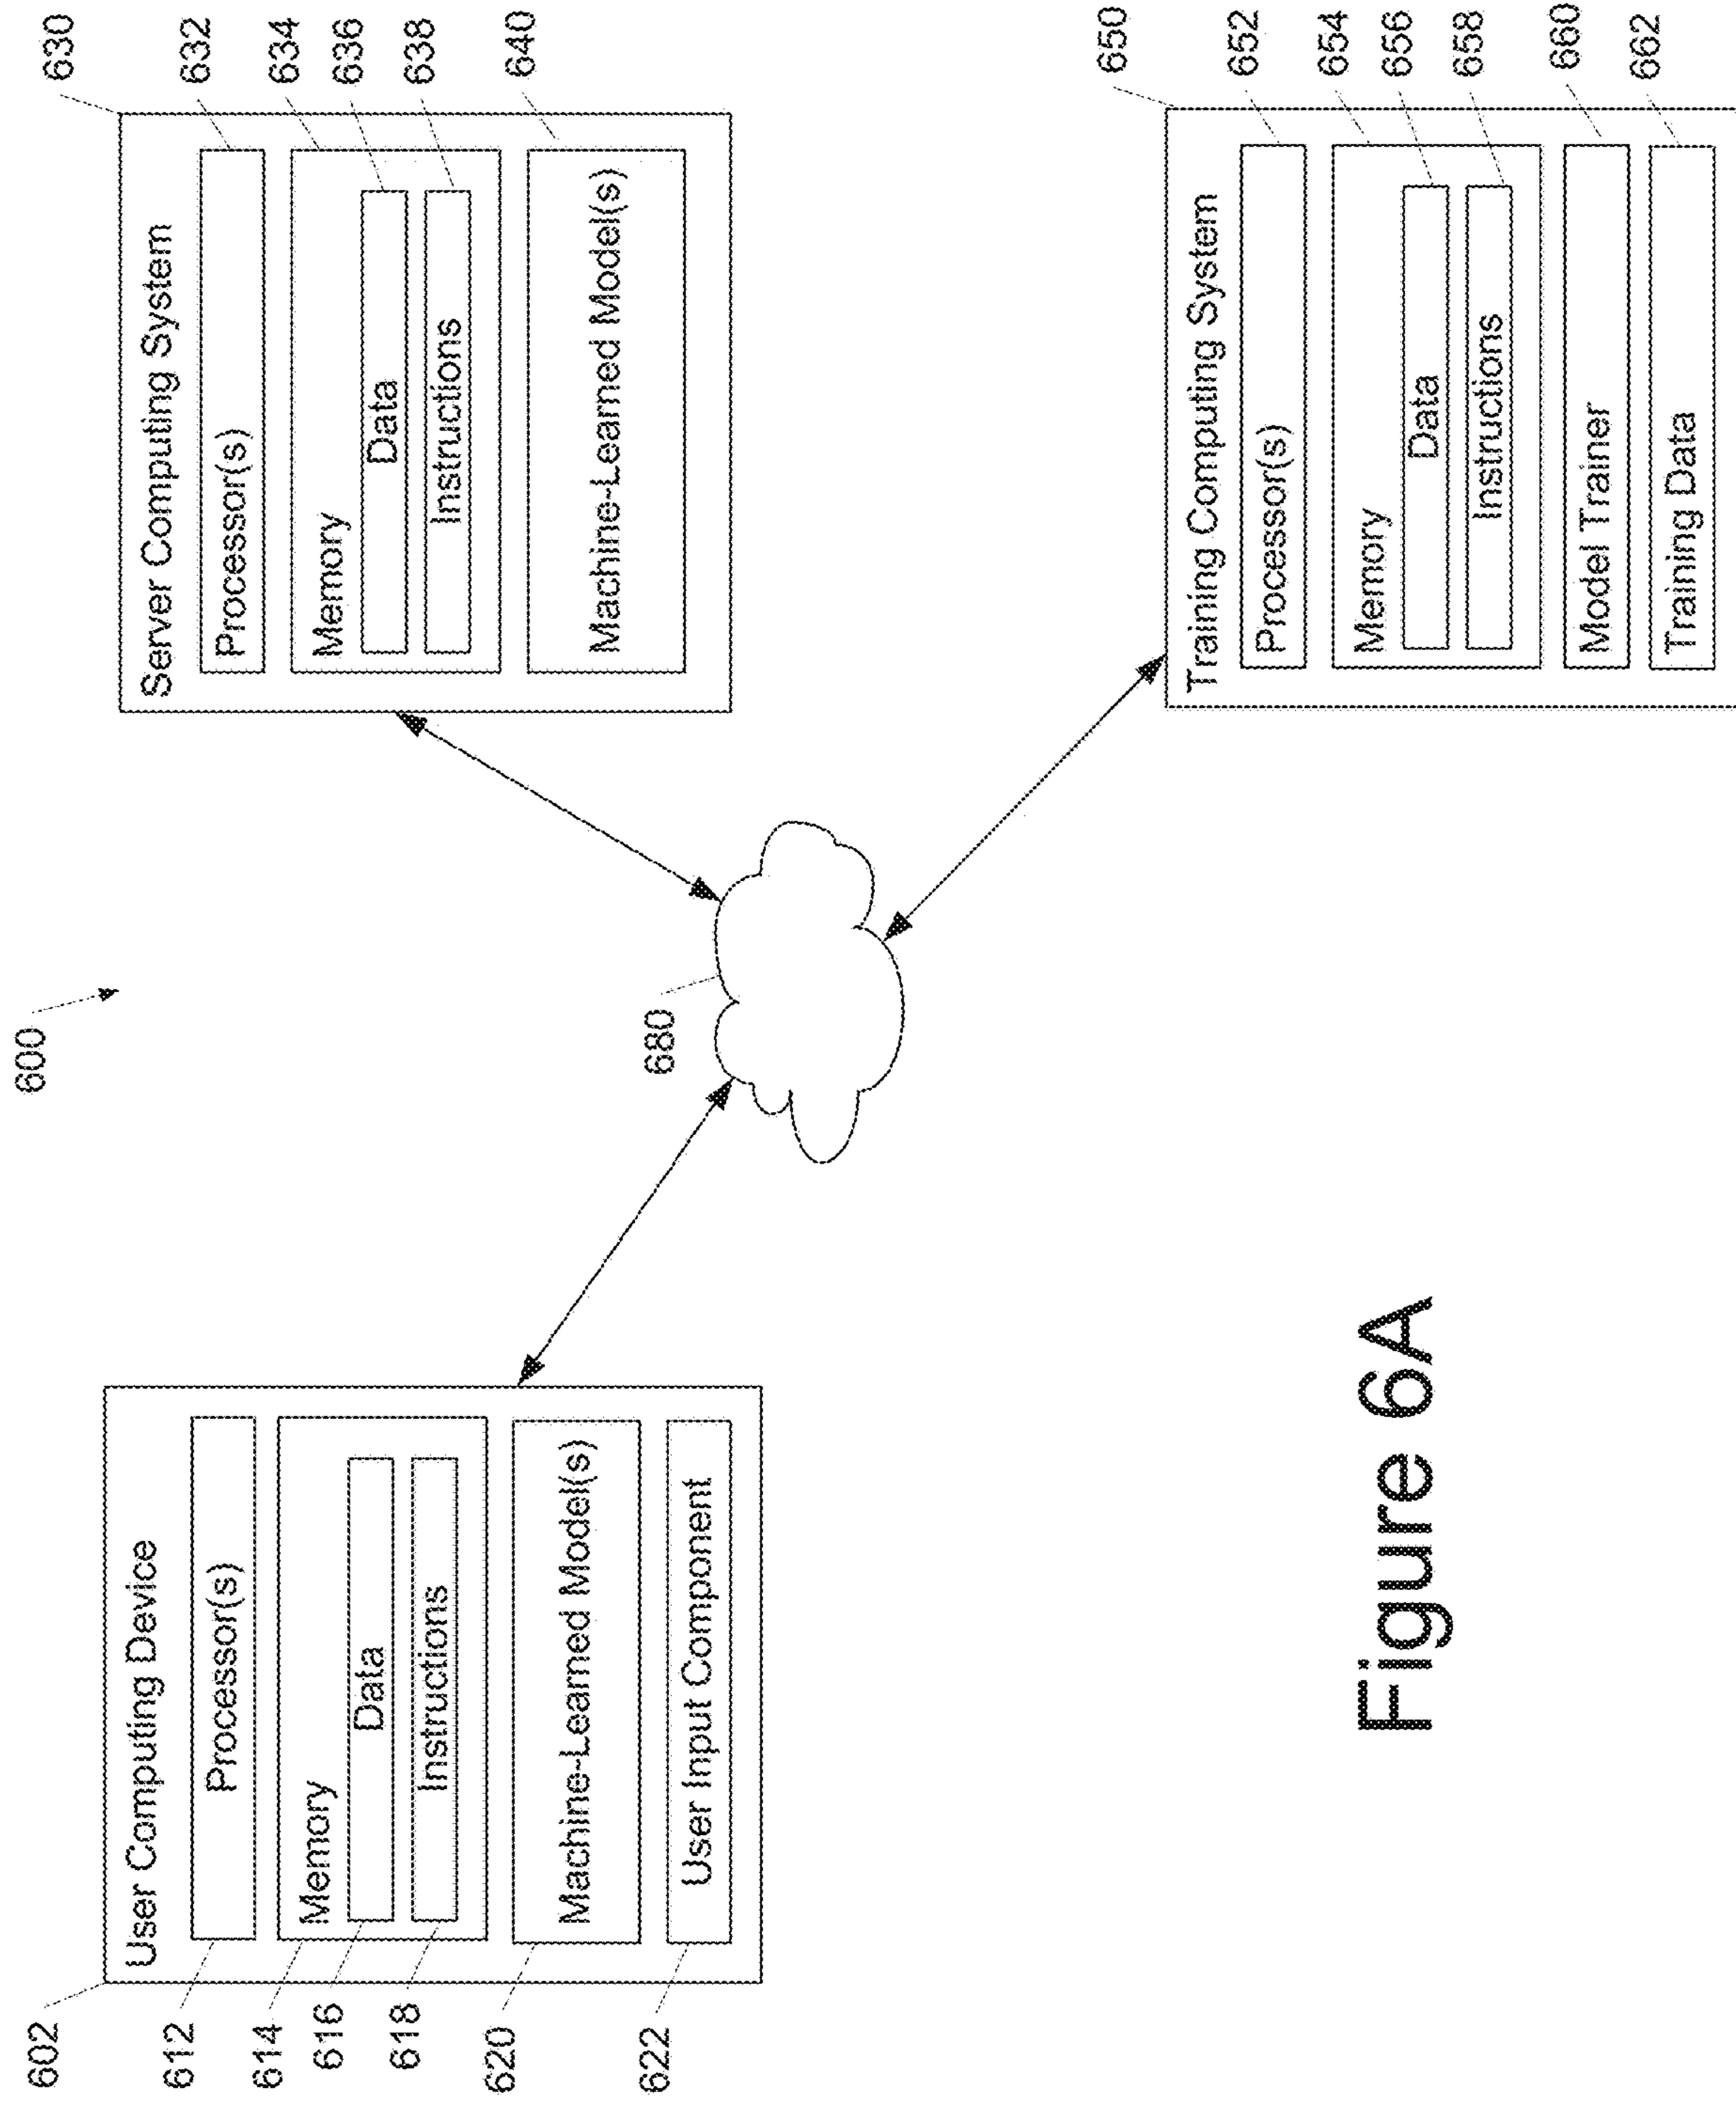 600
602
User Computing Device
612
Processor(s)
614
Memory
616
Data
618
Instructions
620
Machine-Learned Model(s)
622
User Input Component
680
630
Server Computing System
632
Processor(s)
634
Memory
636
Data
638
Instructions
640
Machine-Learned Model(s)
650
Training Computing System
652
Processor(s)
654
Memory
656
Data
658
Instructions
660
Model Trainer
662
Training Data
Figure 6A